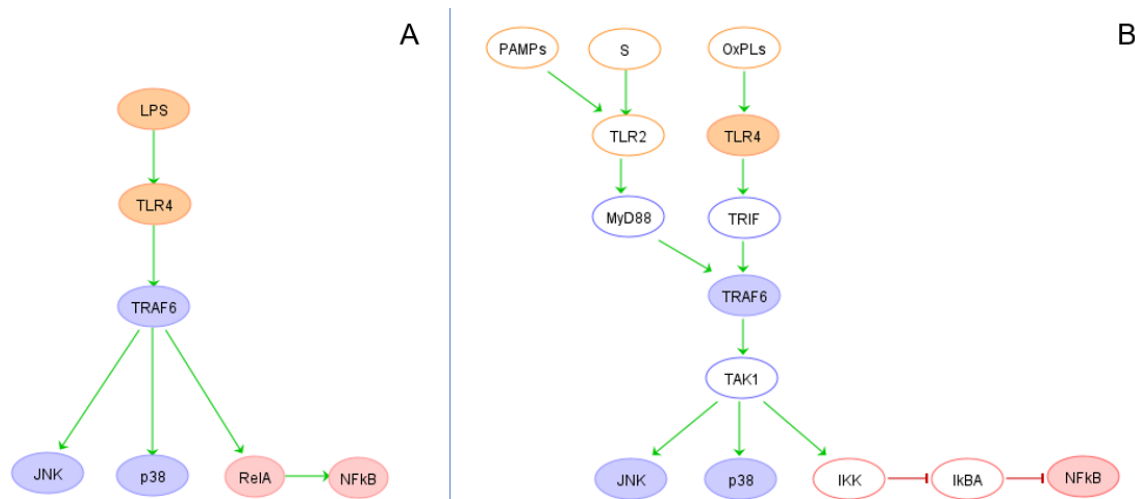 A
LPS
TLR4
TRAF6
JNK
p38
RelA
NFkB
B
PAMPs
S
OxPLs
TLR2
TLR4
MyD88
TRIF
TRAF6
TAK1
JNK
p38
IKK
IkBA
NFkB